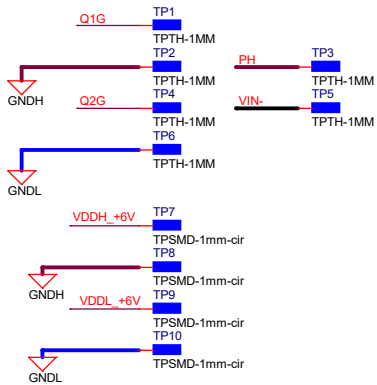 TP1
Q1G
TPTH-1MM
TP2
TP3
PH
TPTH-1MM
TPTH-1MM
GNDH
TP4
TP5
Q2G
VIN-
TPTH-1MM
TPTH-1MM
TP6
TPTH-1MM
GNDL
TP7
VDDH_+6V
TPSMD-1mm-cir
TP8
TPSMD-1mm-cir
GNDH
TP9
VDDL_+6V
TPSMD-1mm-cir
TP10
TPSMD-1mm-cir
GNDL